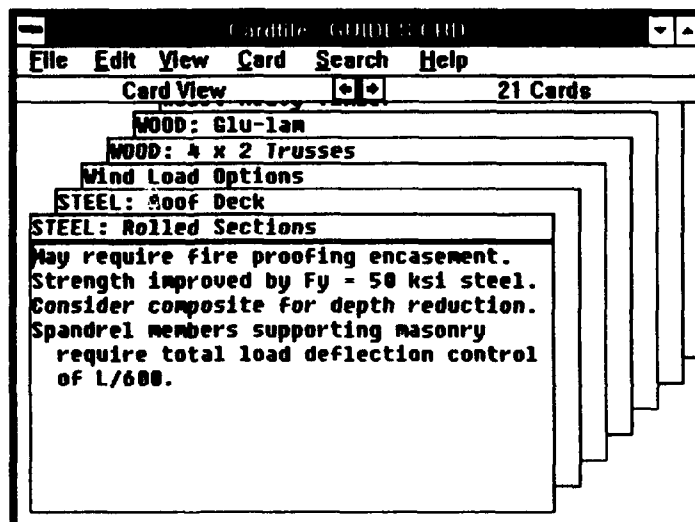 Cardfile - GUIDES.CRD
File Edit View Card Search Help
Card View 21 Cards
WOOD: Glu-lam
WOOD: 4 x 2 Trusses
Wind Load Options
STEEL: Roof Deck
STEEL: Rolled Sections
May require fire proofing encasement.
Strength improved by Fy = 50 ksi steel.
Consider composite for depth reduction.
Spandrel members supporting masonry
require total load deflection control
of L/600.